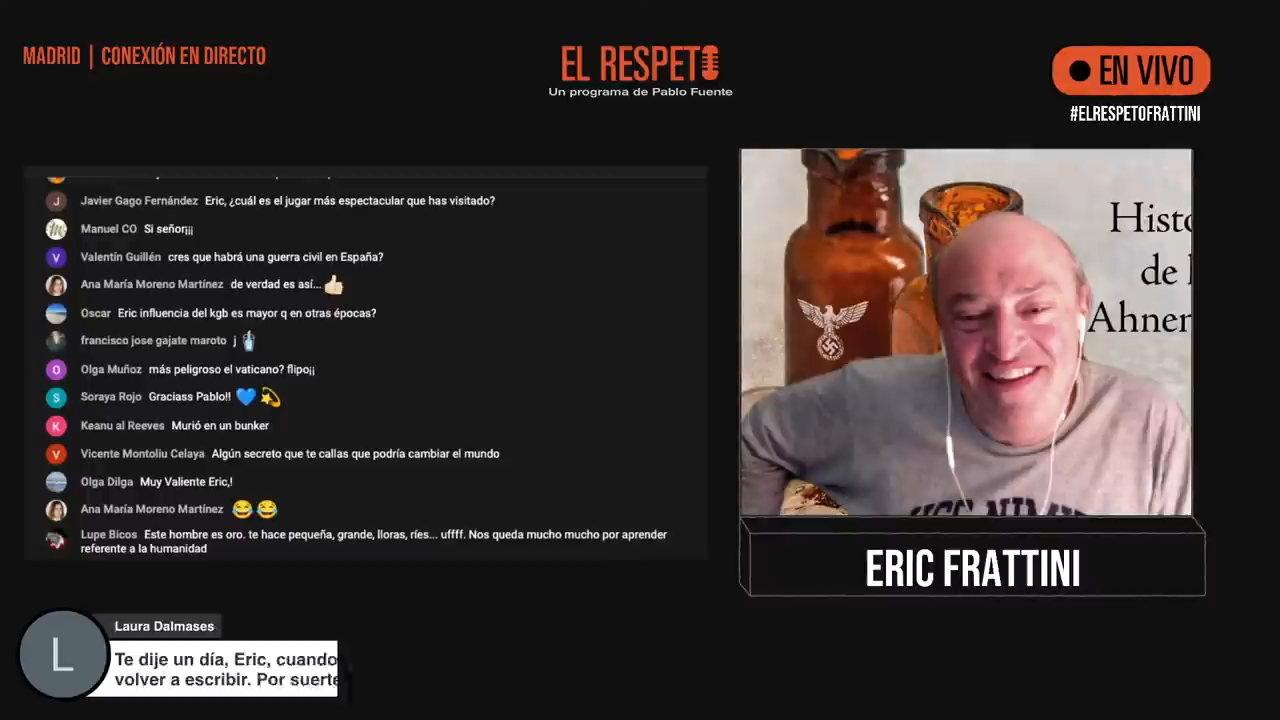 MADRID | CONEXIÓN EN DIRECTO
EL RESPETO
Un programa de Pablo Fuente
EN VIVO
#ELRESPETOFRATTINI
J Javier Gago Fernández Eric, ¿cuál es el jugar más espectacular que has visitado?
Manuel CO Si señor¡¡¡
V Valentín Guillén cres que habrá una guerra civil en España?
Ana María Moreno Martínez de verdad es así... 👍🏻
Oscar Eric influencia del kgb es mayor q en otras épocas?
francisco jose gajate maroto j
O Olga Muñoz más peligroso el vaticano? flipo¡¡
S Soraya Rojo Graciass Pablo!! 💙 💫
K Keanu al Reeves Murió en un bunker
V Vicente Montoliu Celaya Algún secreto que te callas que podría cambiar el mundo
Olga Dilga Muy Valiente Eric,!
Ana María Moreno Martínez 😂 😂
Lupe Bicos Este hombre es oro. te hace pequeña, grande, lloras, ríes... uffff. Nos queda mucho mucho por aprender
referente a la humanidad
Histo
de l
Ahner
ERIC FRATTINI
L
Laura Dalmases
Te dije un día, Eric, cuando
volver a escribir. Por suerte